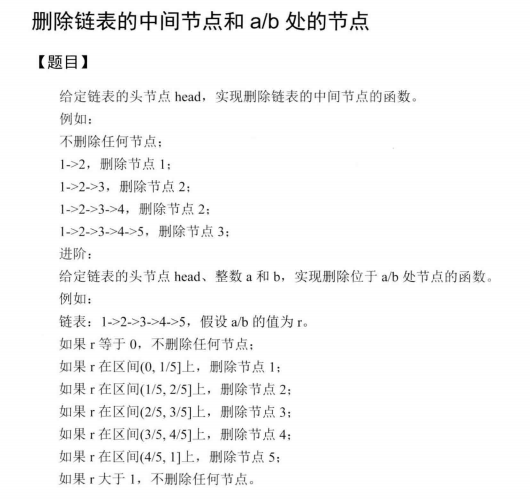 删除链表的中间节点和 a/b 处的节点
【题目】
给定链表的头节点 head，实现删除链表的中间节点的函数。
例如：
不删除任何节点；
1->2，删除节点 1；
1->2->3，删除节点 2；
1->2->3->4，删除节点 2；
1->2->3->4->5，删除节点 3；
进阶：
给定链表的头节点 head、整数 a 和 b，实现删除位于 a/b 处节点的函数。
例如：
链表：1->2->3->4->5，假设 a/b 的值为 r。
如果 r 等于 0，不删除任何节点；
如果 r 在区间(0, 1/5]上，删除节点 1；
如果 r 在区间(1/5, 2/5]上，删除节点 2；
如果 r 在区间(2/5, 3/5]上，删除节点 3；
如果 r 在区间(3/5, 4/5]上，删除节点 4；
如果 r 在区间(4/5, 1]上，删除节点 5；
如果 r 大于 1，不删除任何节点。